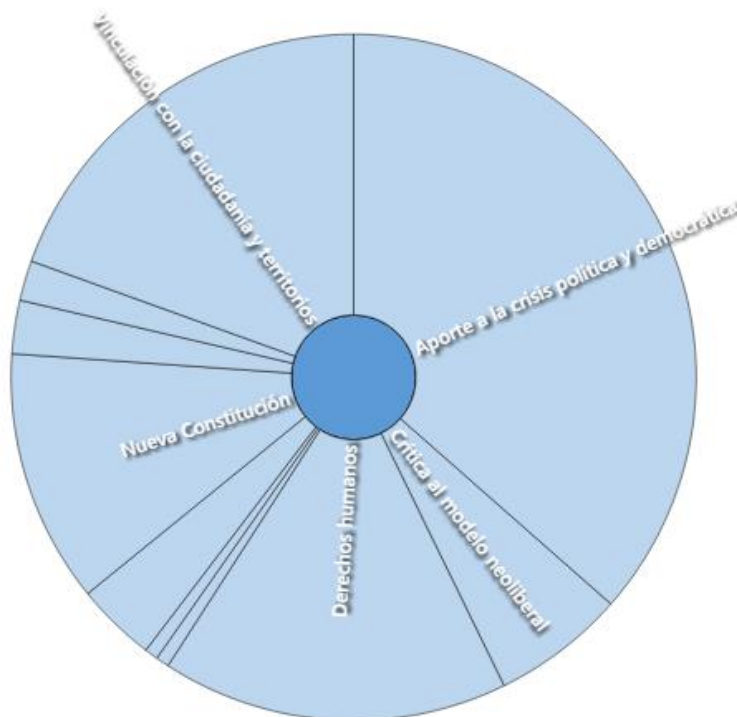 Vinculación con la ciudadanía y territorios
Aporte a la crisis política y democrática
Crítica al modelo neoliberal
Nueva Constitución
Derechos humanos